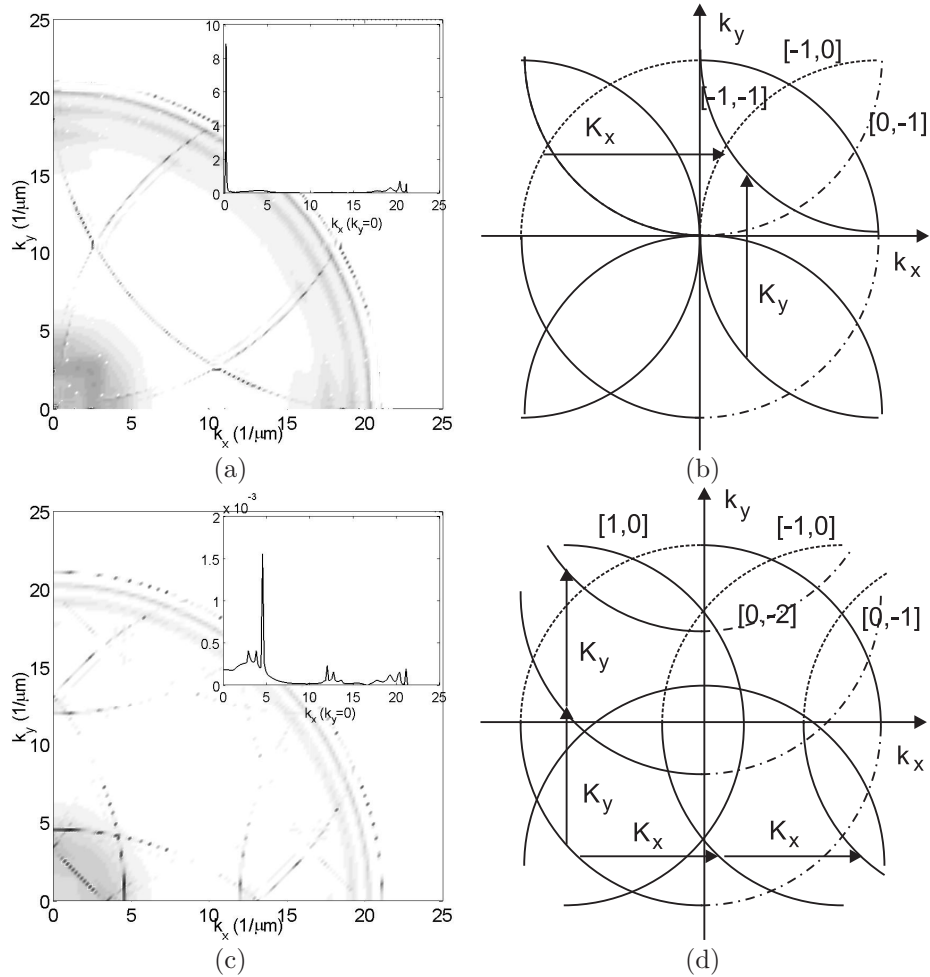 25
20
15
10
5
0
k_y (1/μm)
0 5 10 15 20 25
k_x (1/μm)
10
8
6
4
2
0
0 5 10 15 20 25
k_x (k_y=0)
(a)
k_y
[-1,0]
[-1,-1]
[0,-1]
K_x
k_x
K_y
(b)
25
20
15
10
5
0
k_y (1/μm)
0 5 10 15 20 25
k_x (1/μm)
x 10^-3
2
1.5
1
0.5
0
0 5 10 15 20 25
k_x (k_y=0)
(c)
[1,0]
k_y
[-1,0]
[0,-2]
[0,-1]
K_y
k_x
K_y
K_x
K_x
(d)